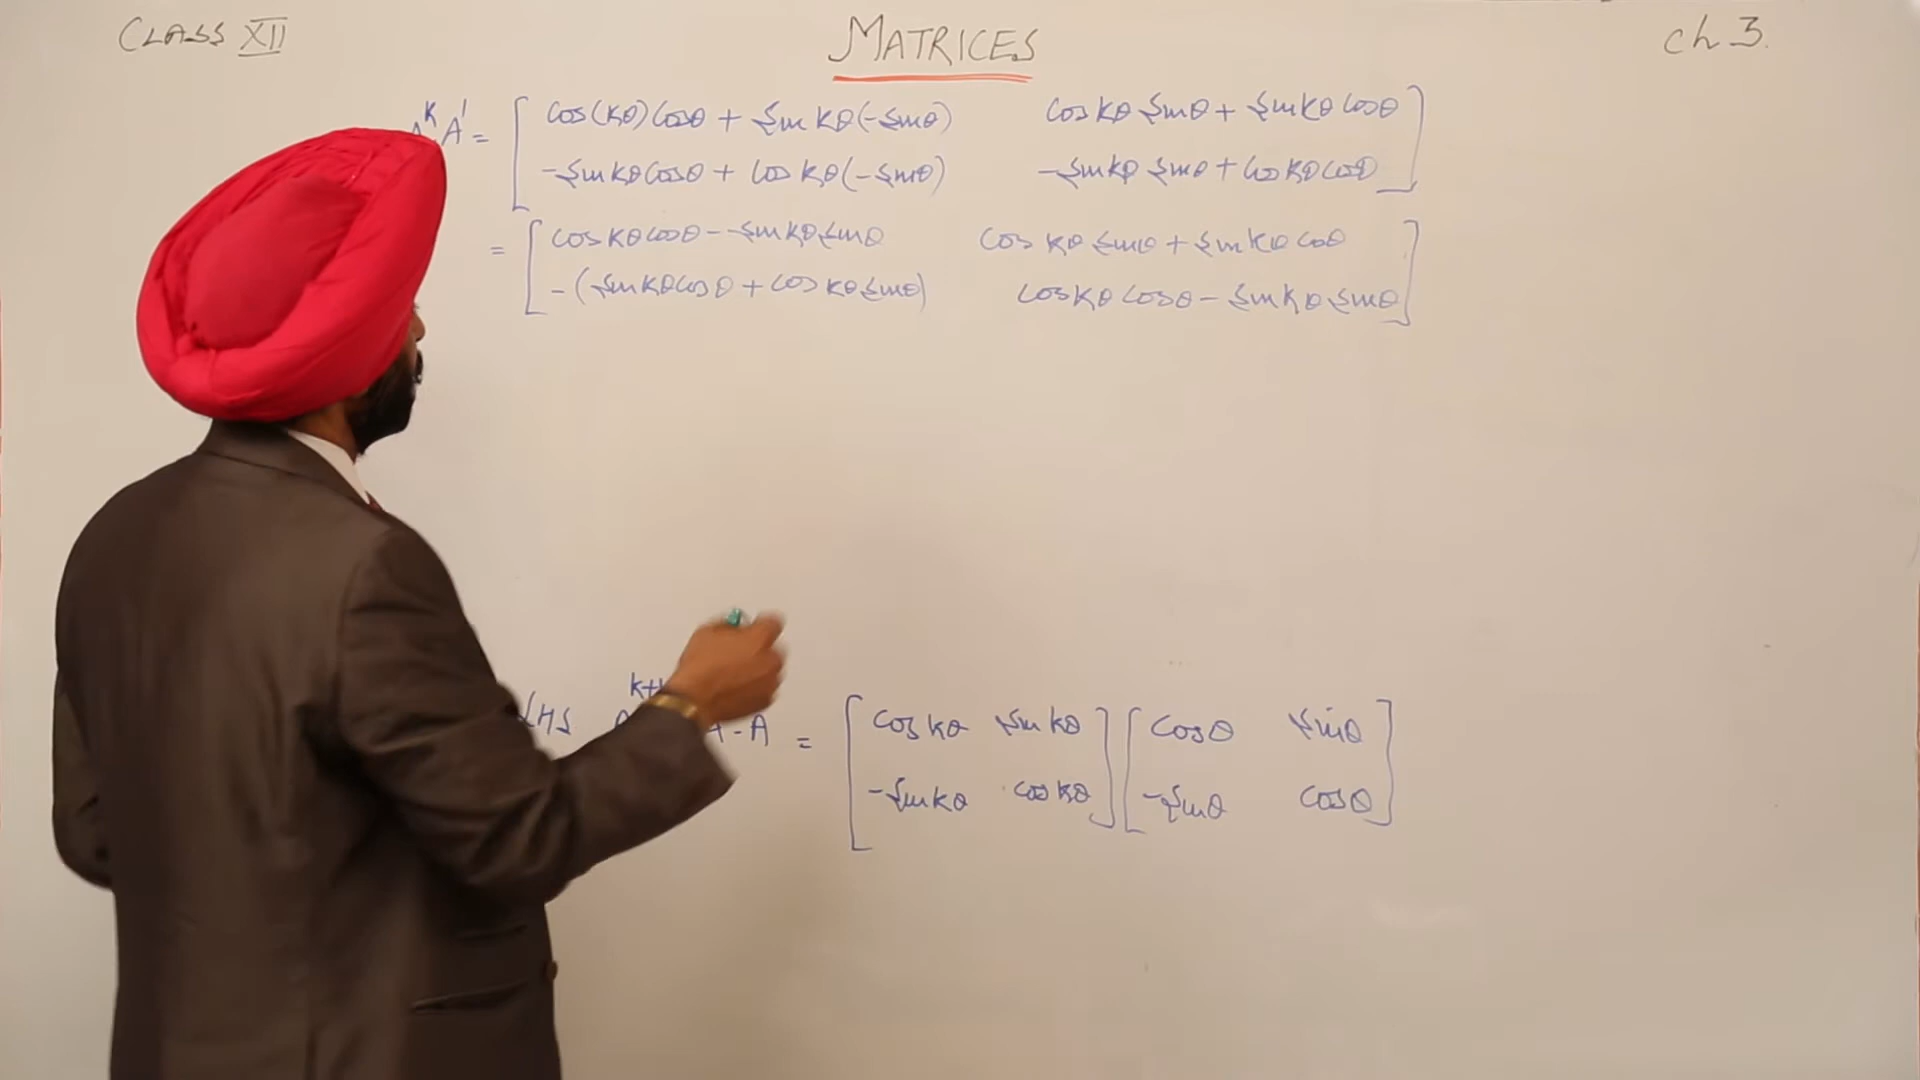 CLASS XII MATRICES ch 3.
A^K A^1 = [ Cos(Kθ)Cosθ + Sin Kθ(-Sinθ) Cos Kθ Sinθ + Sin Kθ Cosθ
-Sin Kθ Cosθ + Cos Kθ(-Sinθ) -Sin Kθ Sinθ + Cos Kθ Cosθ ]
= [ Cos Kθ Cosθ - Sin Kθ Sinθ Cos Kθ Sinθ + Sin Kθ Cosθ
-(Sin Kθ Cosθ + Cos Kθ Sinθ) Cos Kθ Cosθ - Sin Kθ Sinθ ]
LHS A - A = [ Cos Kθ Sin Kθ ] [ Cosθ Sinθ
-Sin Kθ Cos Kθ ] [ -Sinθ Cosθ ]